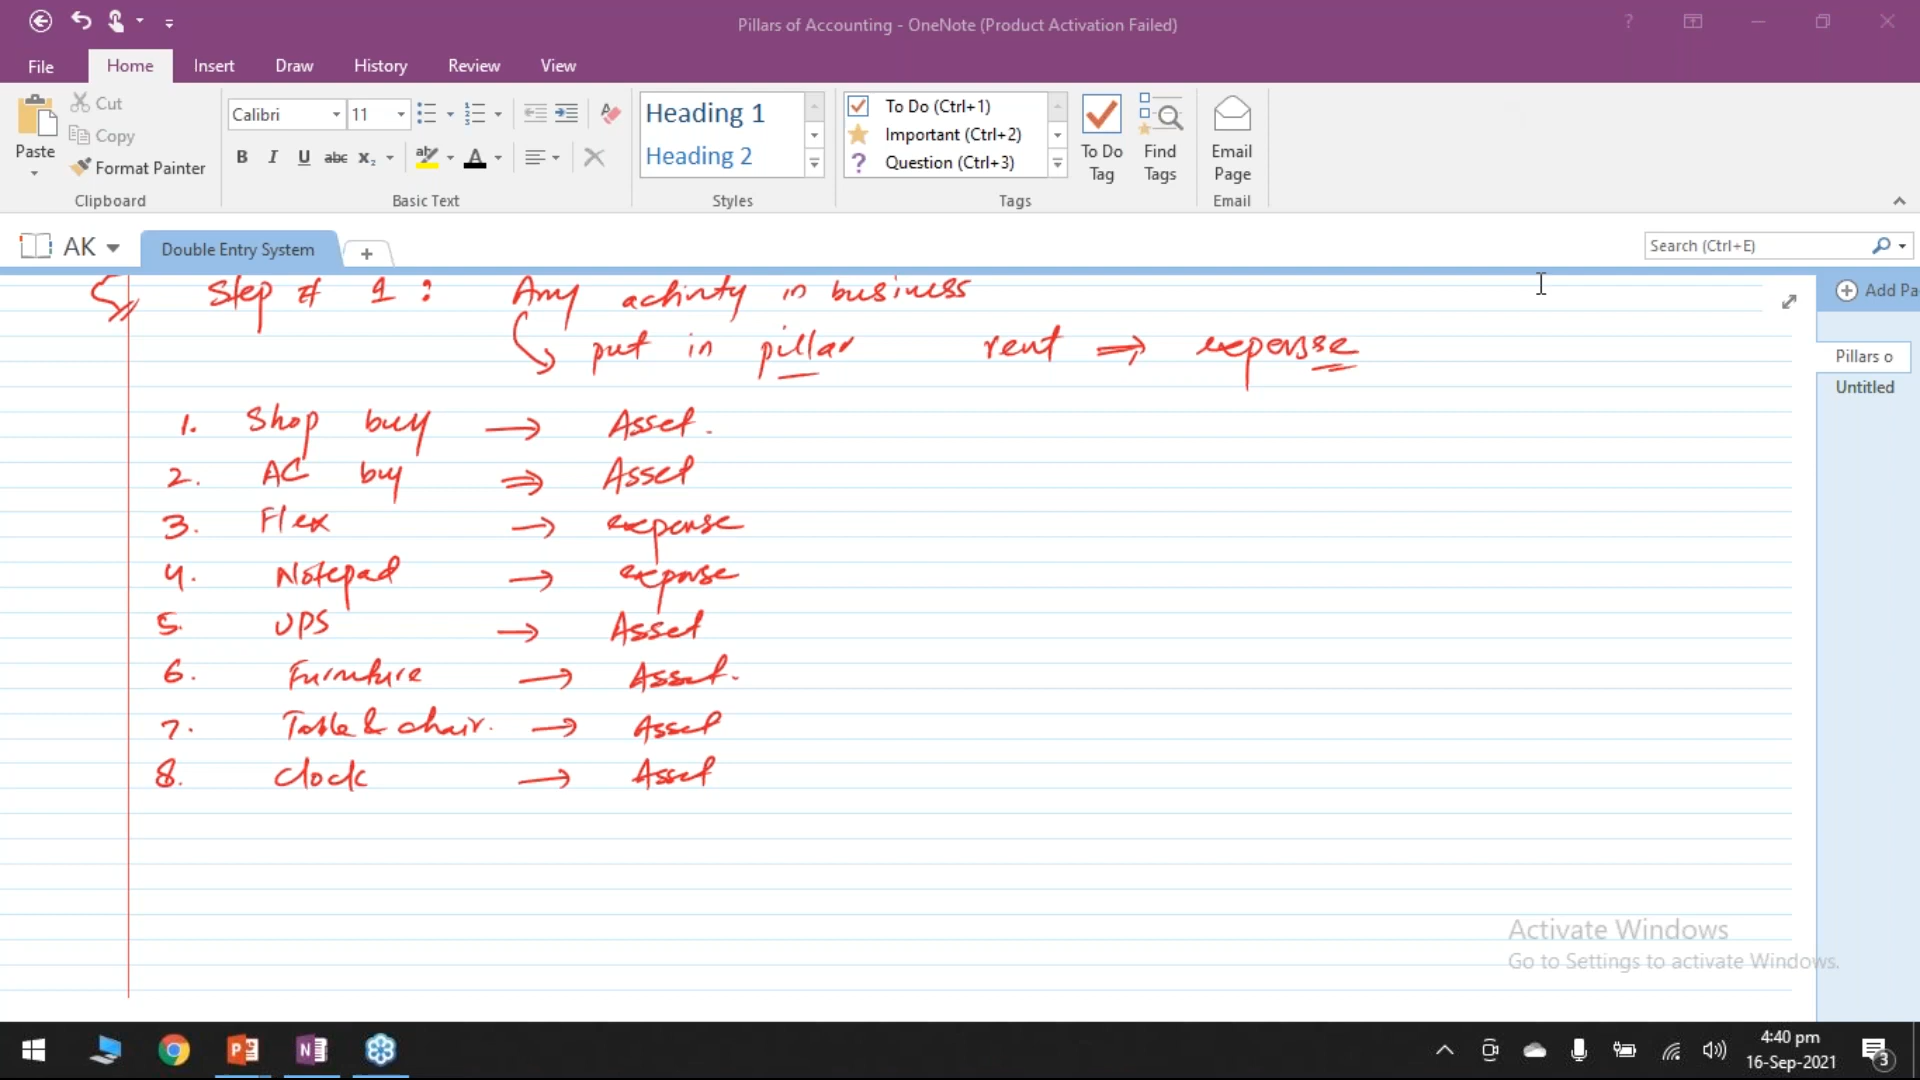 Pillars of Accounting - OneNote (Product Activation Failed)
File Home Insert Draw History Review View
Paste Cut Copy Format Painter Clipboard
Calibri 11 B I U abc x₂ A Basic Text
Heading 1 Heading 2 Styles
To Do (Ctrl+1) Important (Ctrl+2) Question (Ctrl+3) To Do Tag Find Tags Tags
Email Page Email
AK Double Entry System + Search (Ctrl+E)
Add Pa
Pillars o
Untitled
Step # 1 : Any activity in business
put in pillar rent ⇒ expensse
1. Shop buy → Asset.
2. AC buy ⇒ Asset
3. Flex → expense
4. Notepad → expnse
5. UPS → Asset
6. Furniture → Asset.
7. Table & chair. → Asset
8. clock → Asset
Activate Windows
Go to Settings to activate Windows.
4:40 pm
16-Sep-2021
3